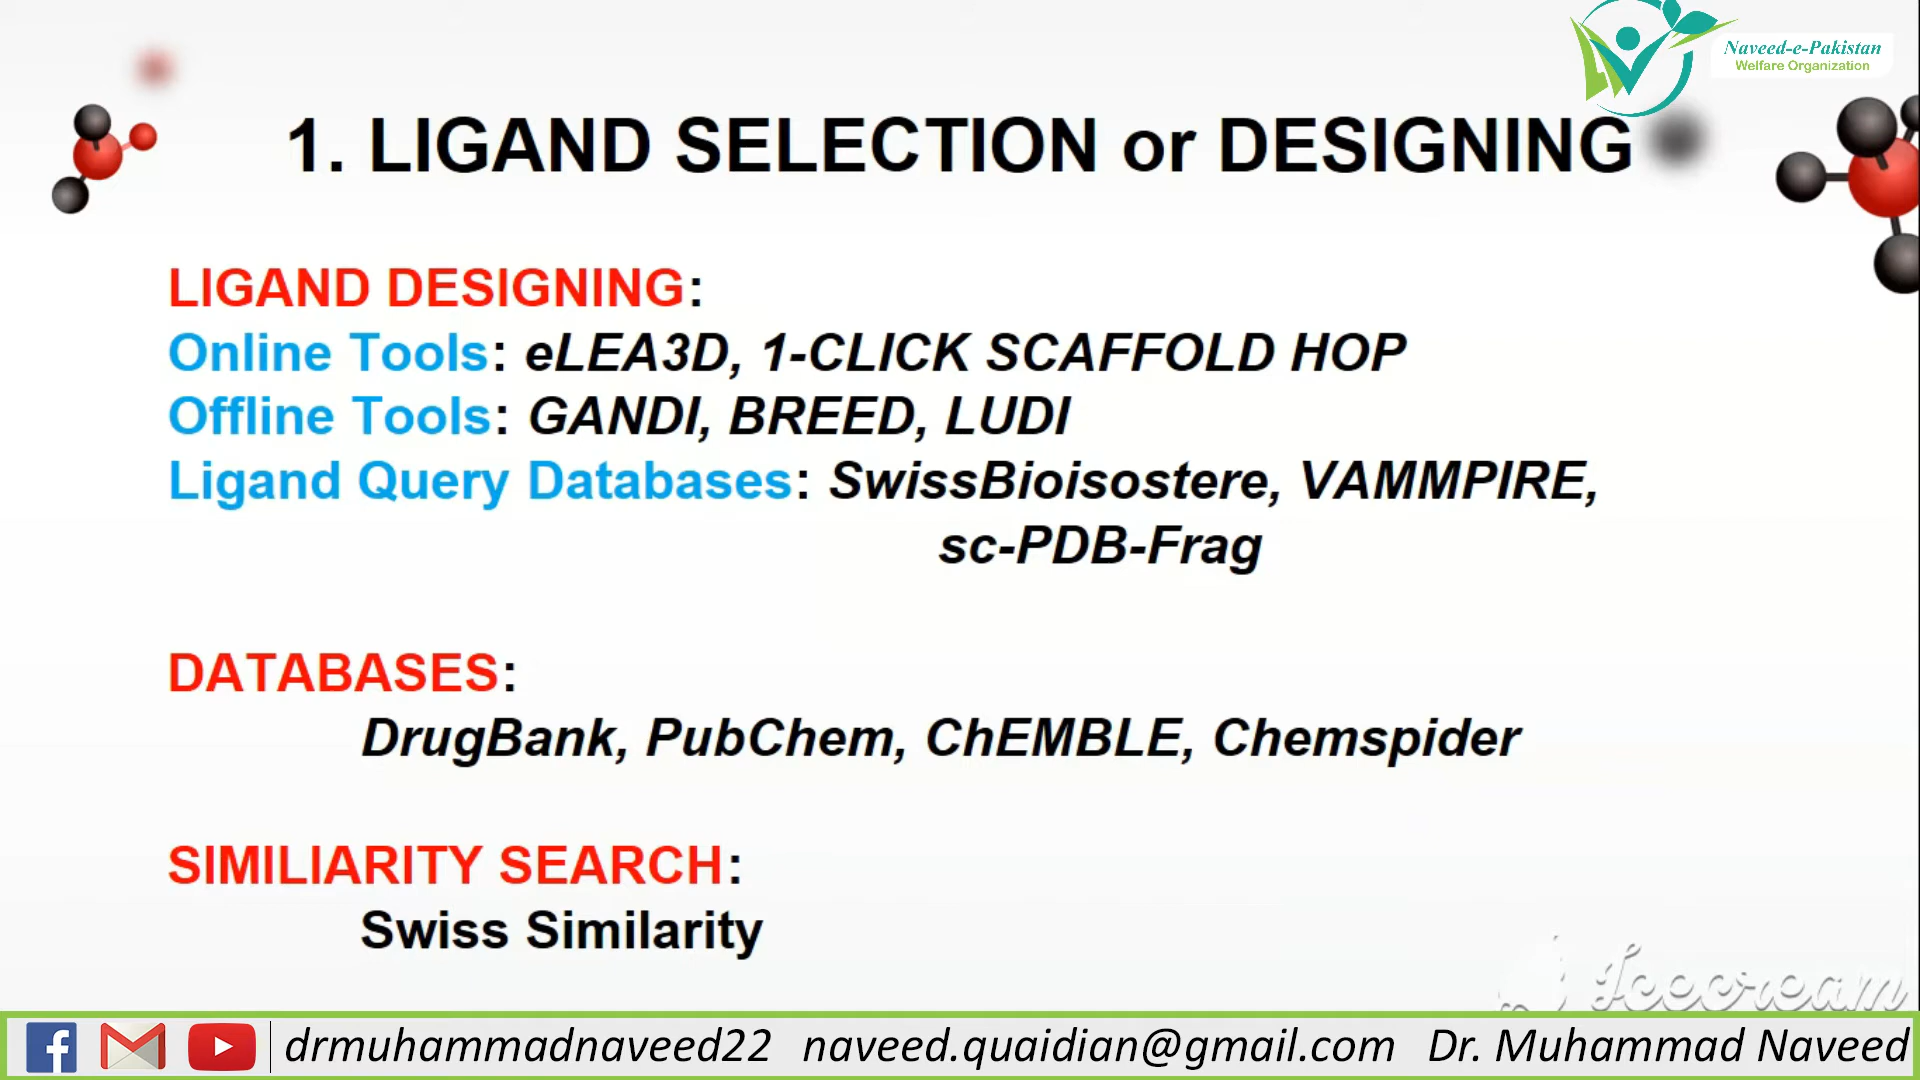 Naveed-e-Pakistan
Welfare Organization
1. LIGAND SELECTION or DESIGNING
LIGAND DESIGNING:
Online Tools: eLEA3D, 1-CLICK SCAFFOLD HOP
Offline Tools: GANDI, BREED, LUDI
Ligand Query Databases: SwissBioisostere, VAMMPIRE,
sc-PDB-Frag
DATABASES:
DrugBank, PubChem, ChEMBLE, Chemspider
SIMILIARITY SEARCH:
Swiss Similarity
Icecream
drmuhammadnaveed22 naveed.quaidian@gmail.com Dr. Muhammad Naveed